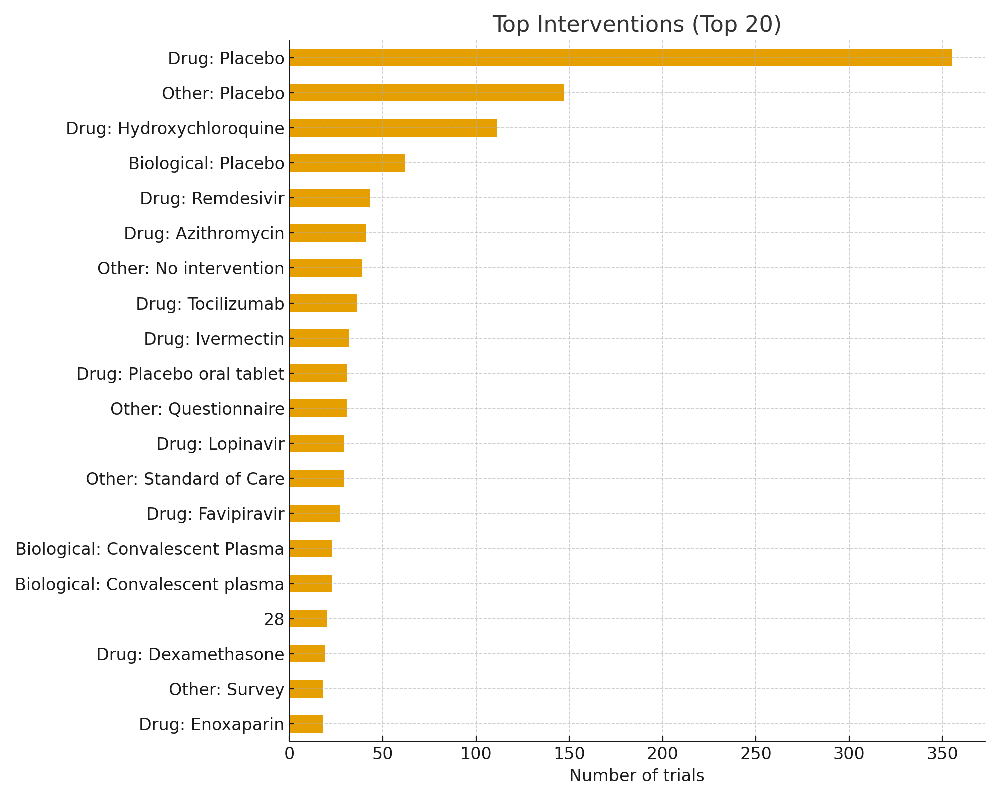 Top Interventions (Top 20)
Drug: Placebo
Other: Placebo
Drug: Hydroxychloroquine
Biological: Placebo
Drug: Remdesivir
Drug: Azithromycin
Other: No intervention
Drug: Tocilizumab
Drug: Ivermectin
Drug: Placebo oral tablet
Other: Questionnaire
Drug: Lopinavir
Other: Standard of Care
Drug: Favipiravir
Biological: Convalescent Plasma
Biological: Convalescent plasma
28
Drug: Dexamethasone
Other: Survey
Drug: Enoxaparin
0 50 100 150 200 250 300 350
Number of trials